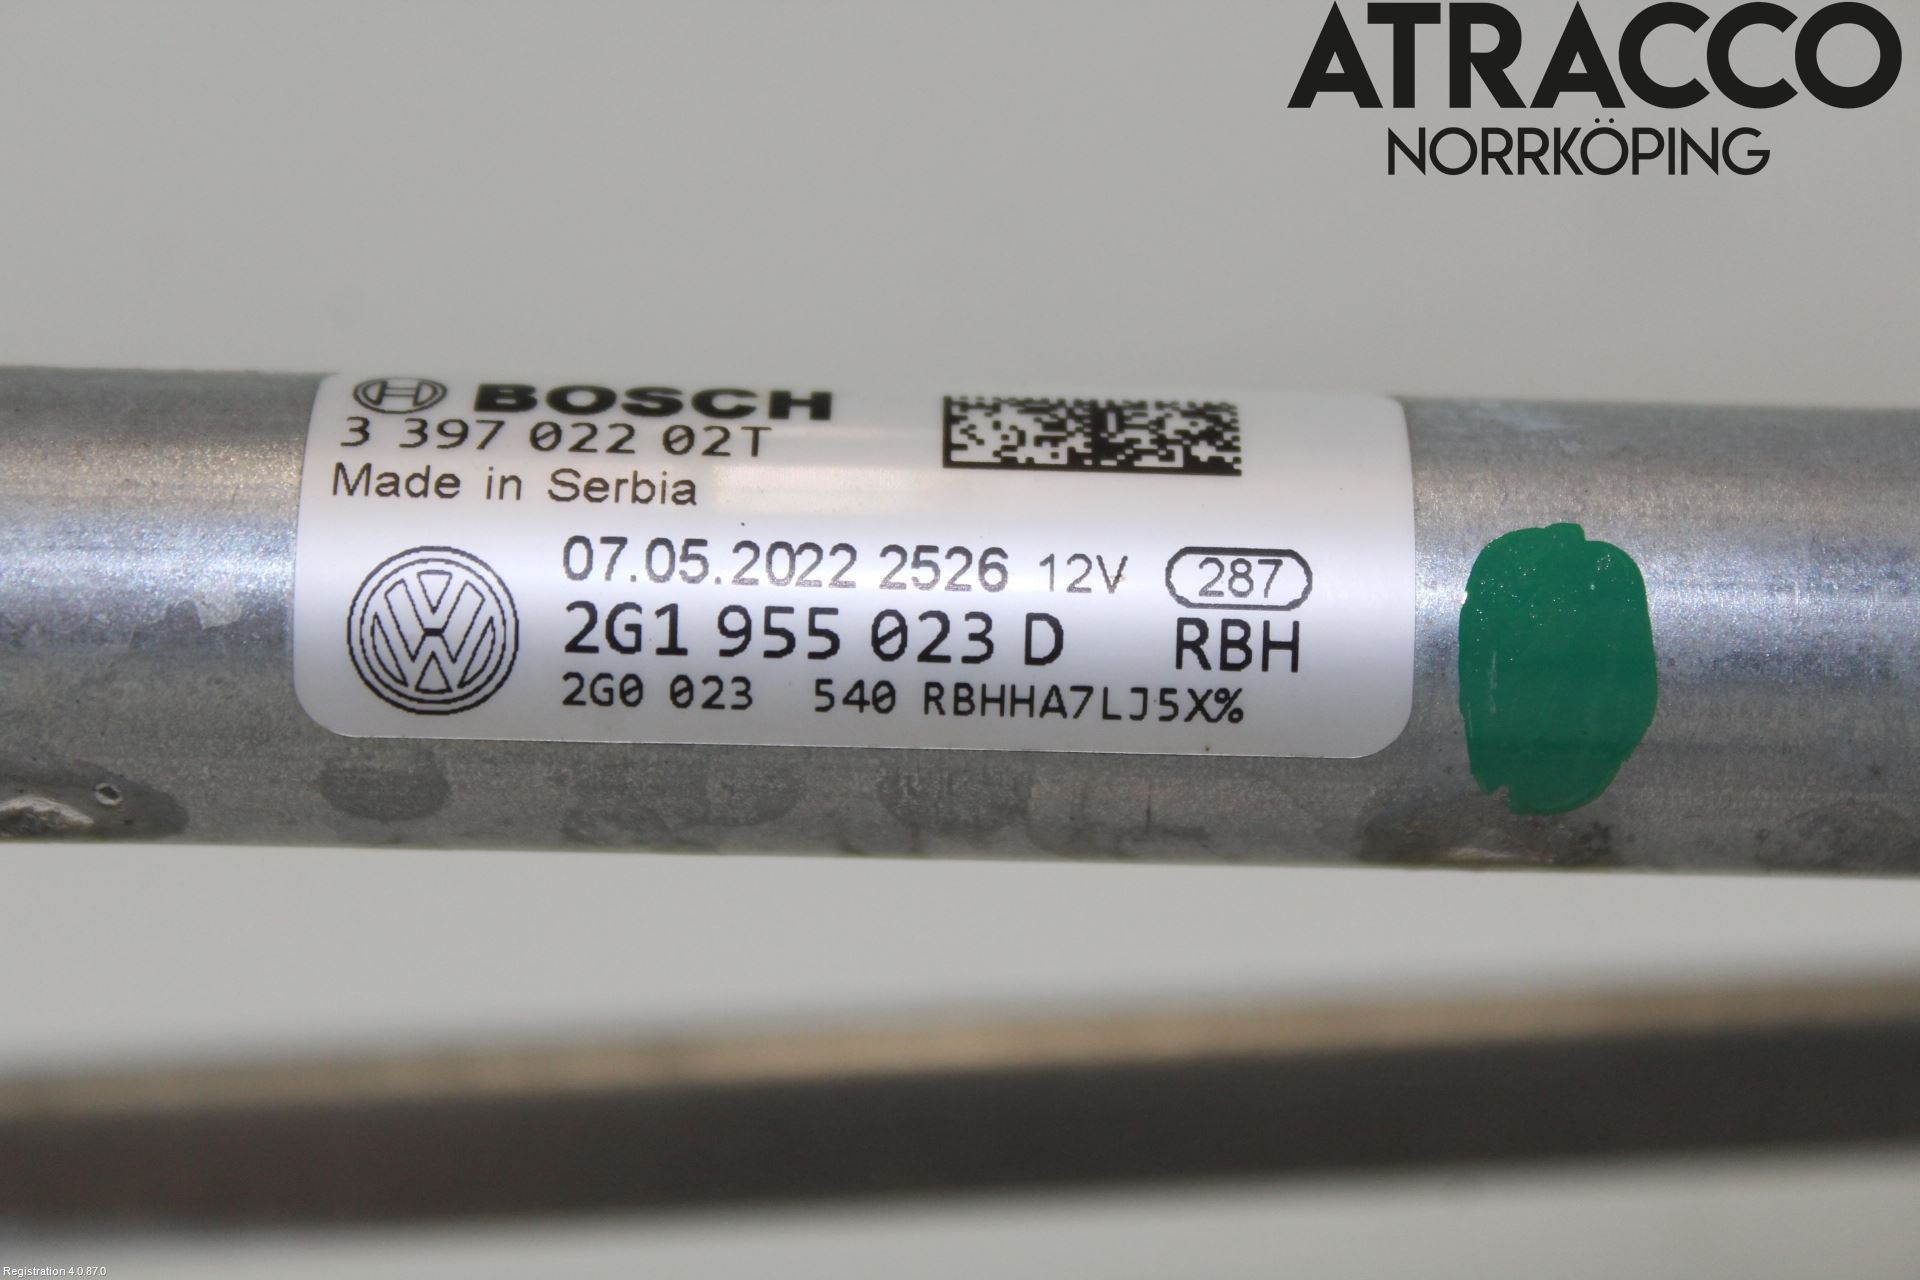 ATRACCO
NORRKÖPING
BOSCH
3 397 022 02T
Made in Serbia
07.05.2022 2526 12V 287
2G1 955 023 D RBH
2G0 023 540 RBHHA7LJ5X%
Registration 4.0.87.0